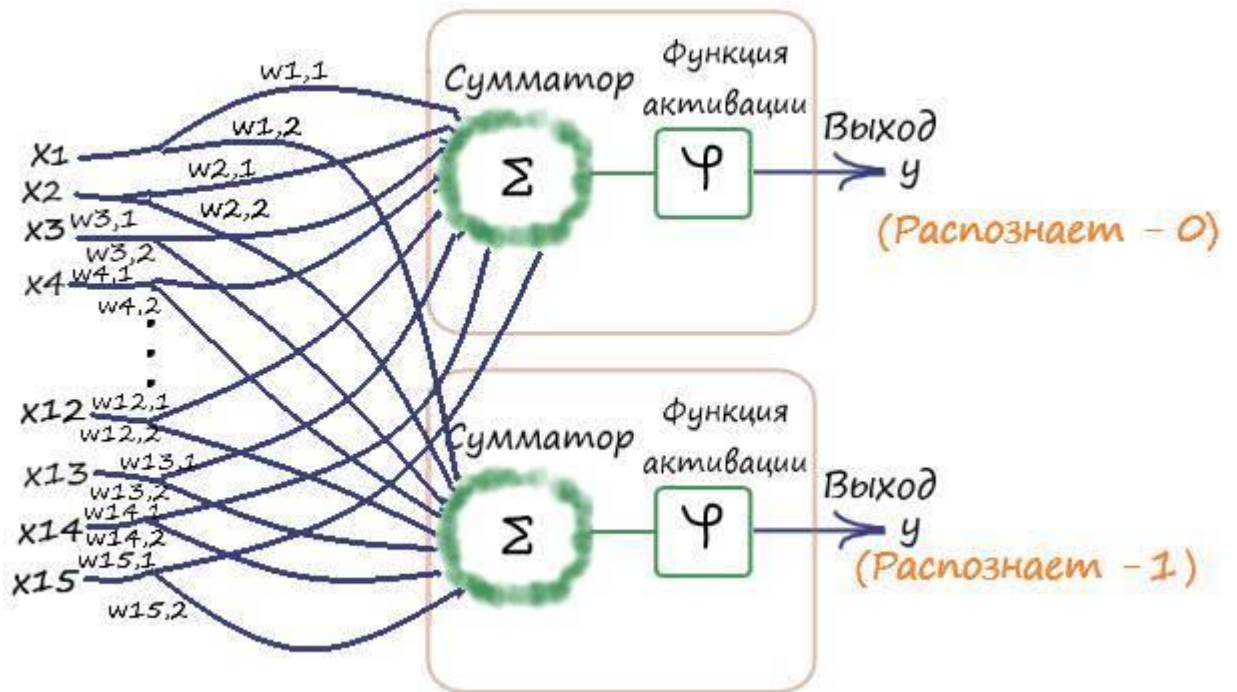 w1,1
w1,2
x1
w2,1
x2
w2,2
x3
w3,1
w3,2
x4
w4,1
w4,2
x12
w12,1
w12,2
x13
w13,1
w13,2
x14
w14,1
w14,2
x15
w15,1
w15,2
Сумматор
Σ
Функция
активации
φ
Выход
y
(Распознает - 0)
Сумматор
Σ
Функция
активации
φ
Выход
y
(Распознает - 1)